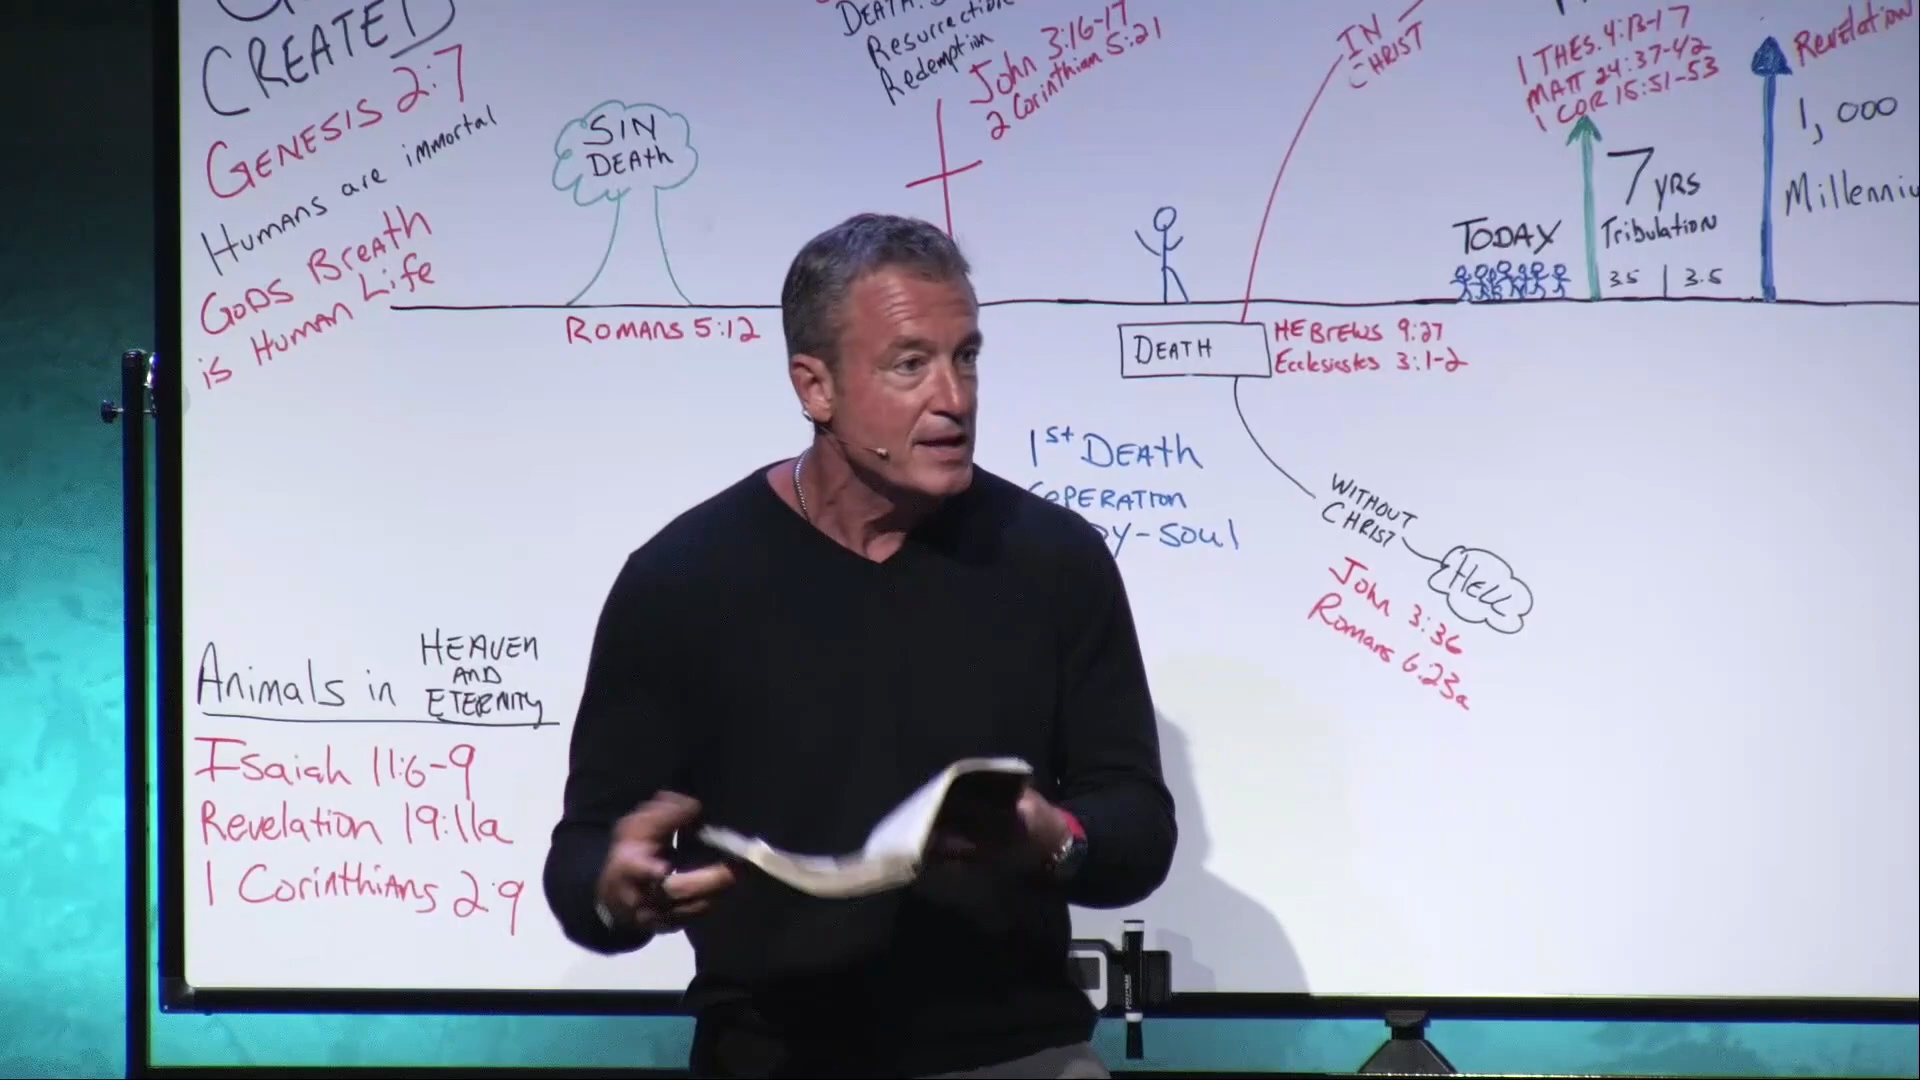 CREATED
GENESIS 2:7
Humans are immortal
GODS BreATH
is HUMAN Life
SIN
DEAth
ROMANS 5:12
DEATH:
Resurrection
Redemption
John 3:16-17
2 Corinthian 5:21
IN
CHRIST
1 THES. 4:13-17
MATT 24:37-42
1 COR 15:51-53
TODAY
7 YRS
Tribulation
3.5 | 3.5
Revelation
1,000
DEATH
HEBrEWS 9:27
Ecclesiastes 3:1-2
1st DEAth
SOUL
WITHOUT
CHRIST
HELL
John 3:36
Romans 6:23a
Animals in HEAVEN
AND
ETERNITY
Isaiah 11:6-9
Revelation 19:11a
1 CorinthiANs 2:9